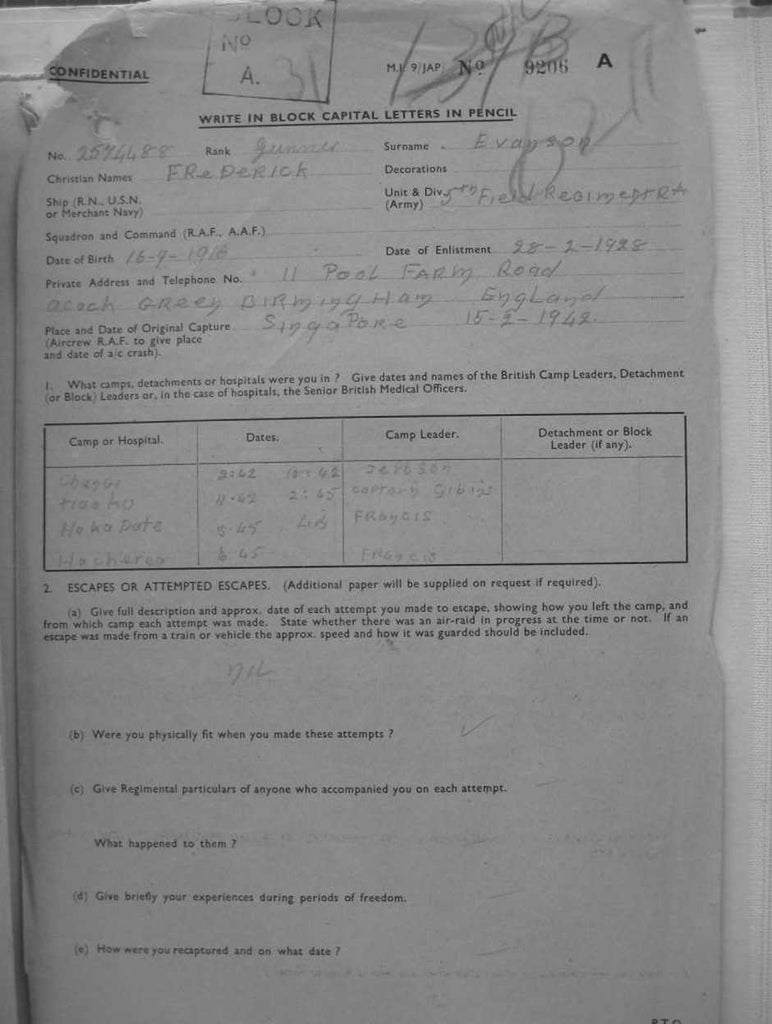 BLOCK
No
A. 31
CONFIDENTIAL
M.I. 9/JAP No 9206 A
WRITE IN BLOCK CAPITAL LETTERS IN PENCIL
No. 2574488 Rank Gunner Surname Evanson
Christian Names FReDeRick Decorations
Ship (R.N., U.S.N. or Merchant Navy)
Unit & Div. (Army) 5TH Field Regiment RA
Squadron and Command (R.A.F., A.A.F.)
Date of Birth Date of Enlistment 28-2-1928
Private Address and Telephone No. 11 POOL FARM Road
acock GReen BIRMingHam England
Place and Date of Original Capture SingaPoRe 15-2-1942.
(Aircrew R.A.F. to give place
and date of a/c crash).
1. What camps, detachments or hospitals were you in ? Give dates and names of the British Camp Leaders, Detachment
(or Block) Leaders or, in the case of hospitals, the Senior British Medical Officers.
Camp or Hospital. Dates. Camp Leader. Detachment or Block
Leader (if any).
Changi 2:42
11.42 2:45
5.45 Lib FRancis
6 45 FRancis
2. ESCAPES OR ATTEMPTED ESCAPES. (Additional paper will be supplied on request if required).
(a) Give full description and approx. date of each attempt you made to escape, showing how you left the camp, and
from which camp each attempt was made. State whether there was an air-raid in progress at the time or not. If an
escape was made from a train or vehicle the approx. speed and how it was guarded should be included.
NIL
(b) Were you physically fit when you made these attempts ?
(c) Give Regimental particulars of anyone who accompanied you on each attempt.
What happened to them ?
(d) Give briefly your experiences during periods of freedom.
(e) How were you recaptured and on what date ?
P.T.O.